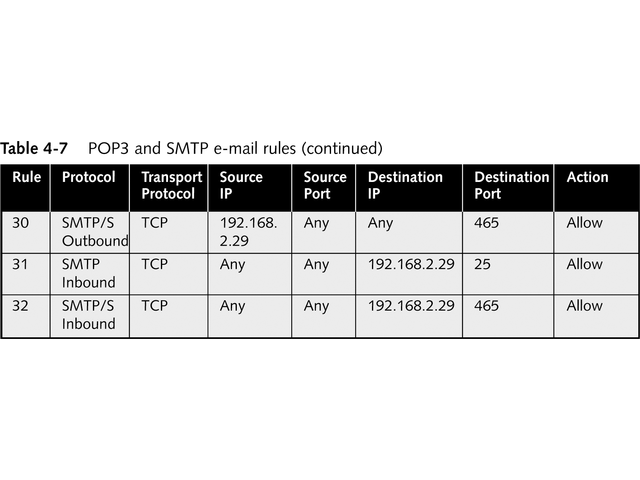 Table 4-7 POP3 and SMTP e-mail rules (continued)
Rule Protocol Transport Protocol Source IP Source Port Destination IP Destination Port Action
30 SMTP/S Outbound TCP 192.168.2.29 Any Any 465 Allow
31 SMTP Inbound TCP Any Any 192.168.2.29 25 Allow
32 SMTP/S Inbound TCP Any Any 192.168.2.29 465 Allow